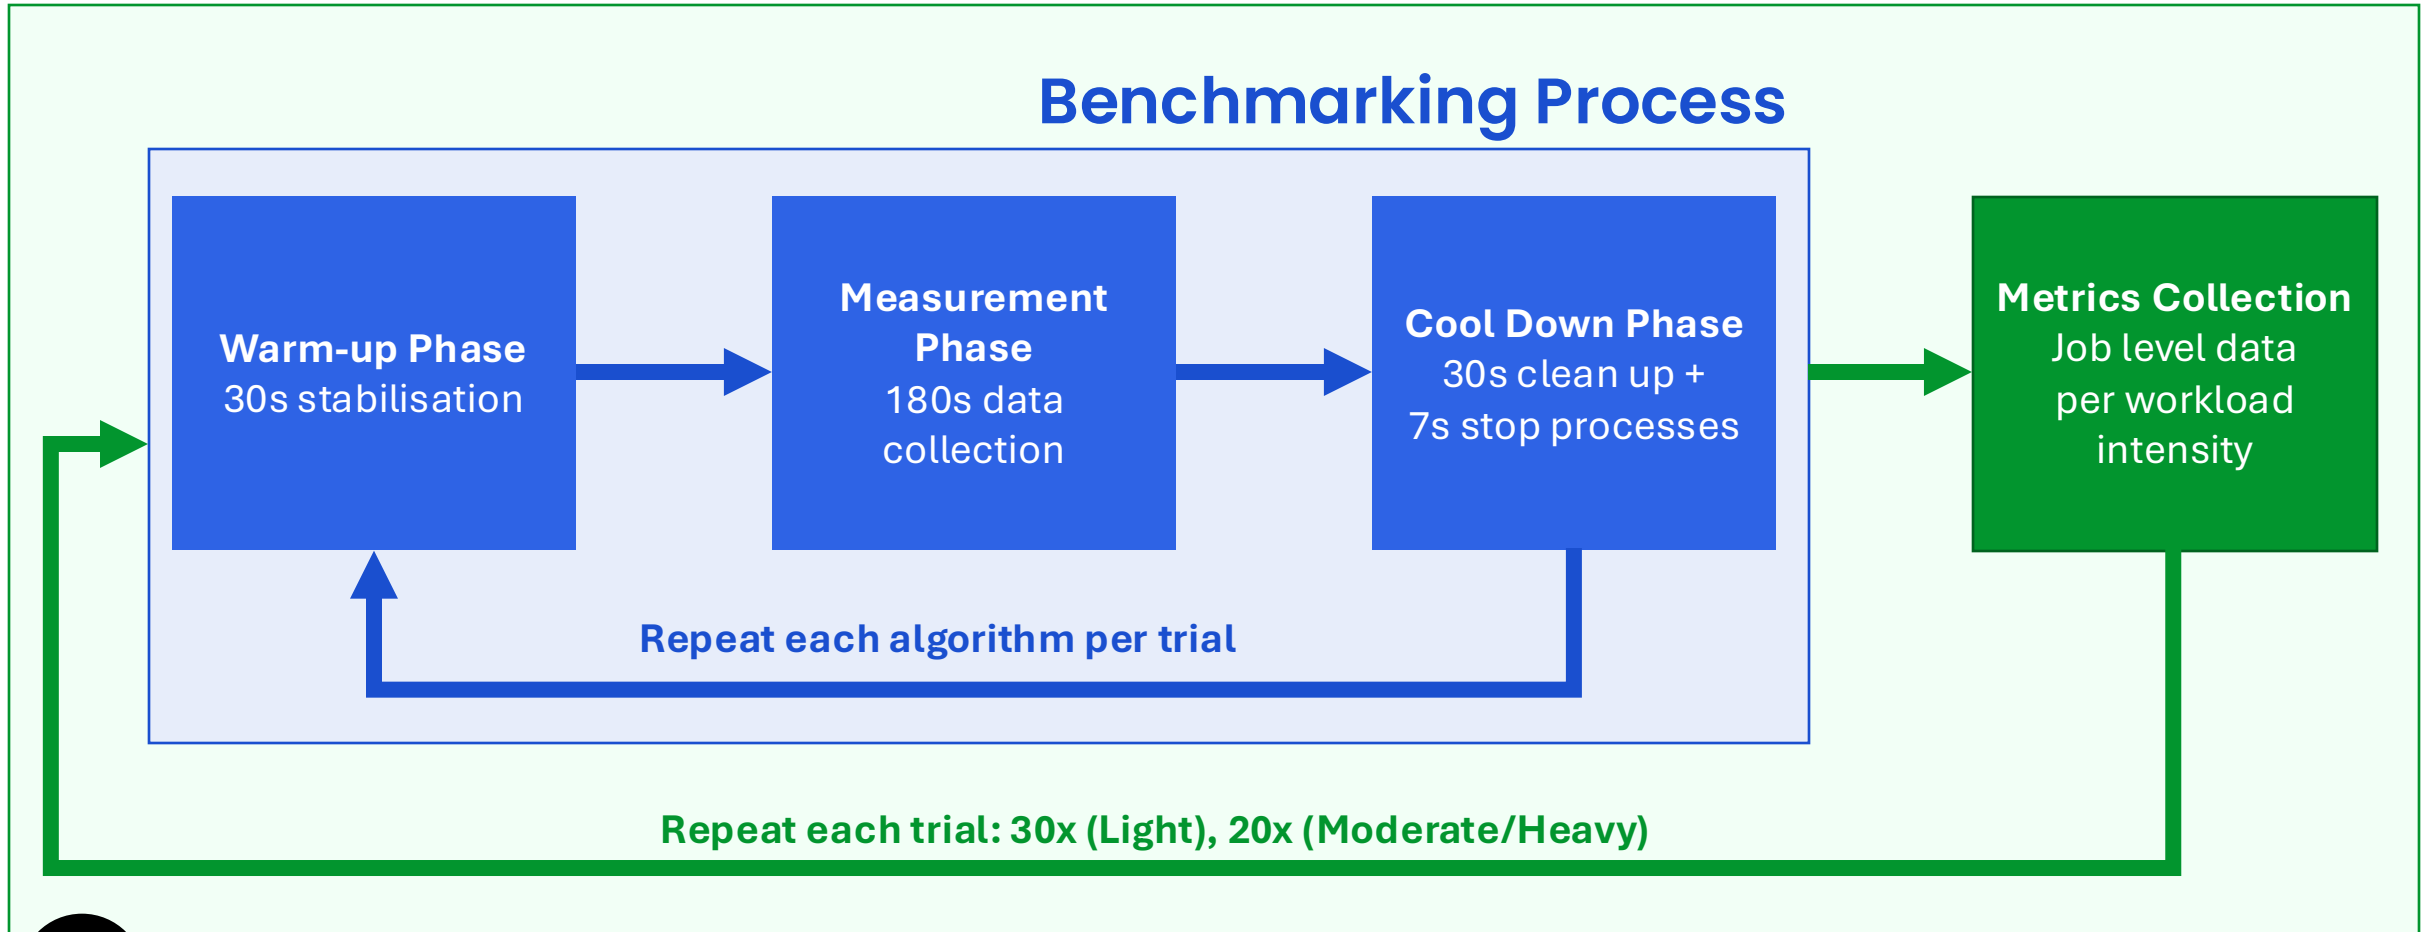 Benchmarking Process
Warm-up Phase
30s stabilisation
Measurement
Phase
180s data
collection
Cool Down Phase
30s clean up +
7s stop processes
Metrics Collection
Job level data
per workload
intensity
Repeat each algorithm per trial
Repeat each trial: 30x (Light), 20x (Moderate/Heavy)